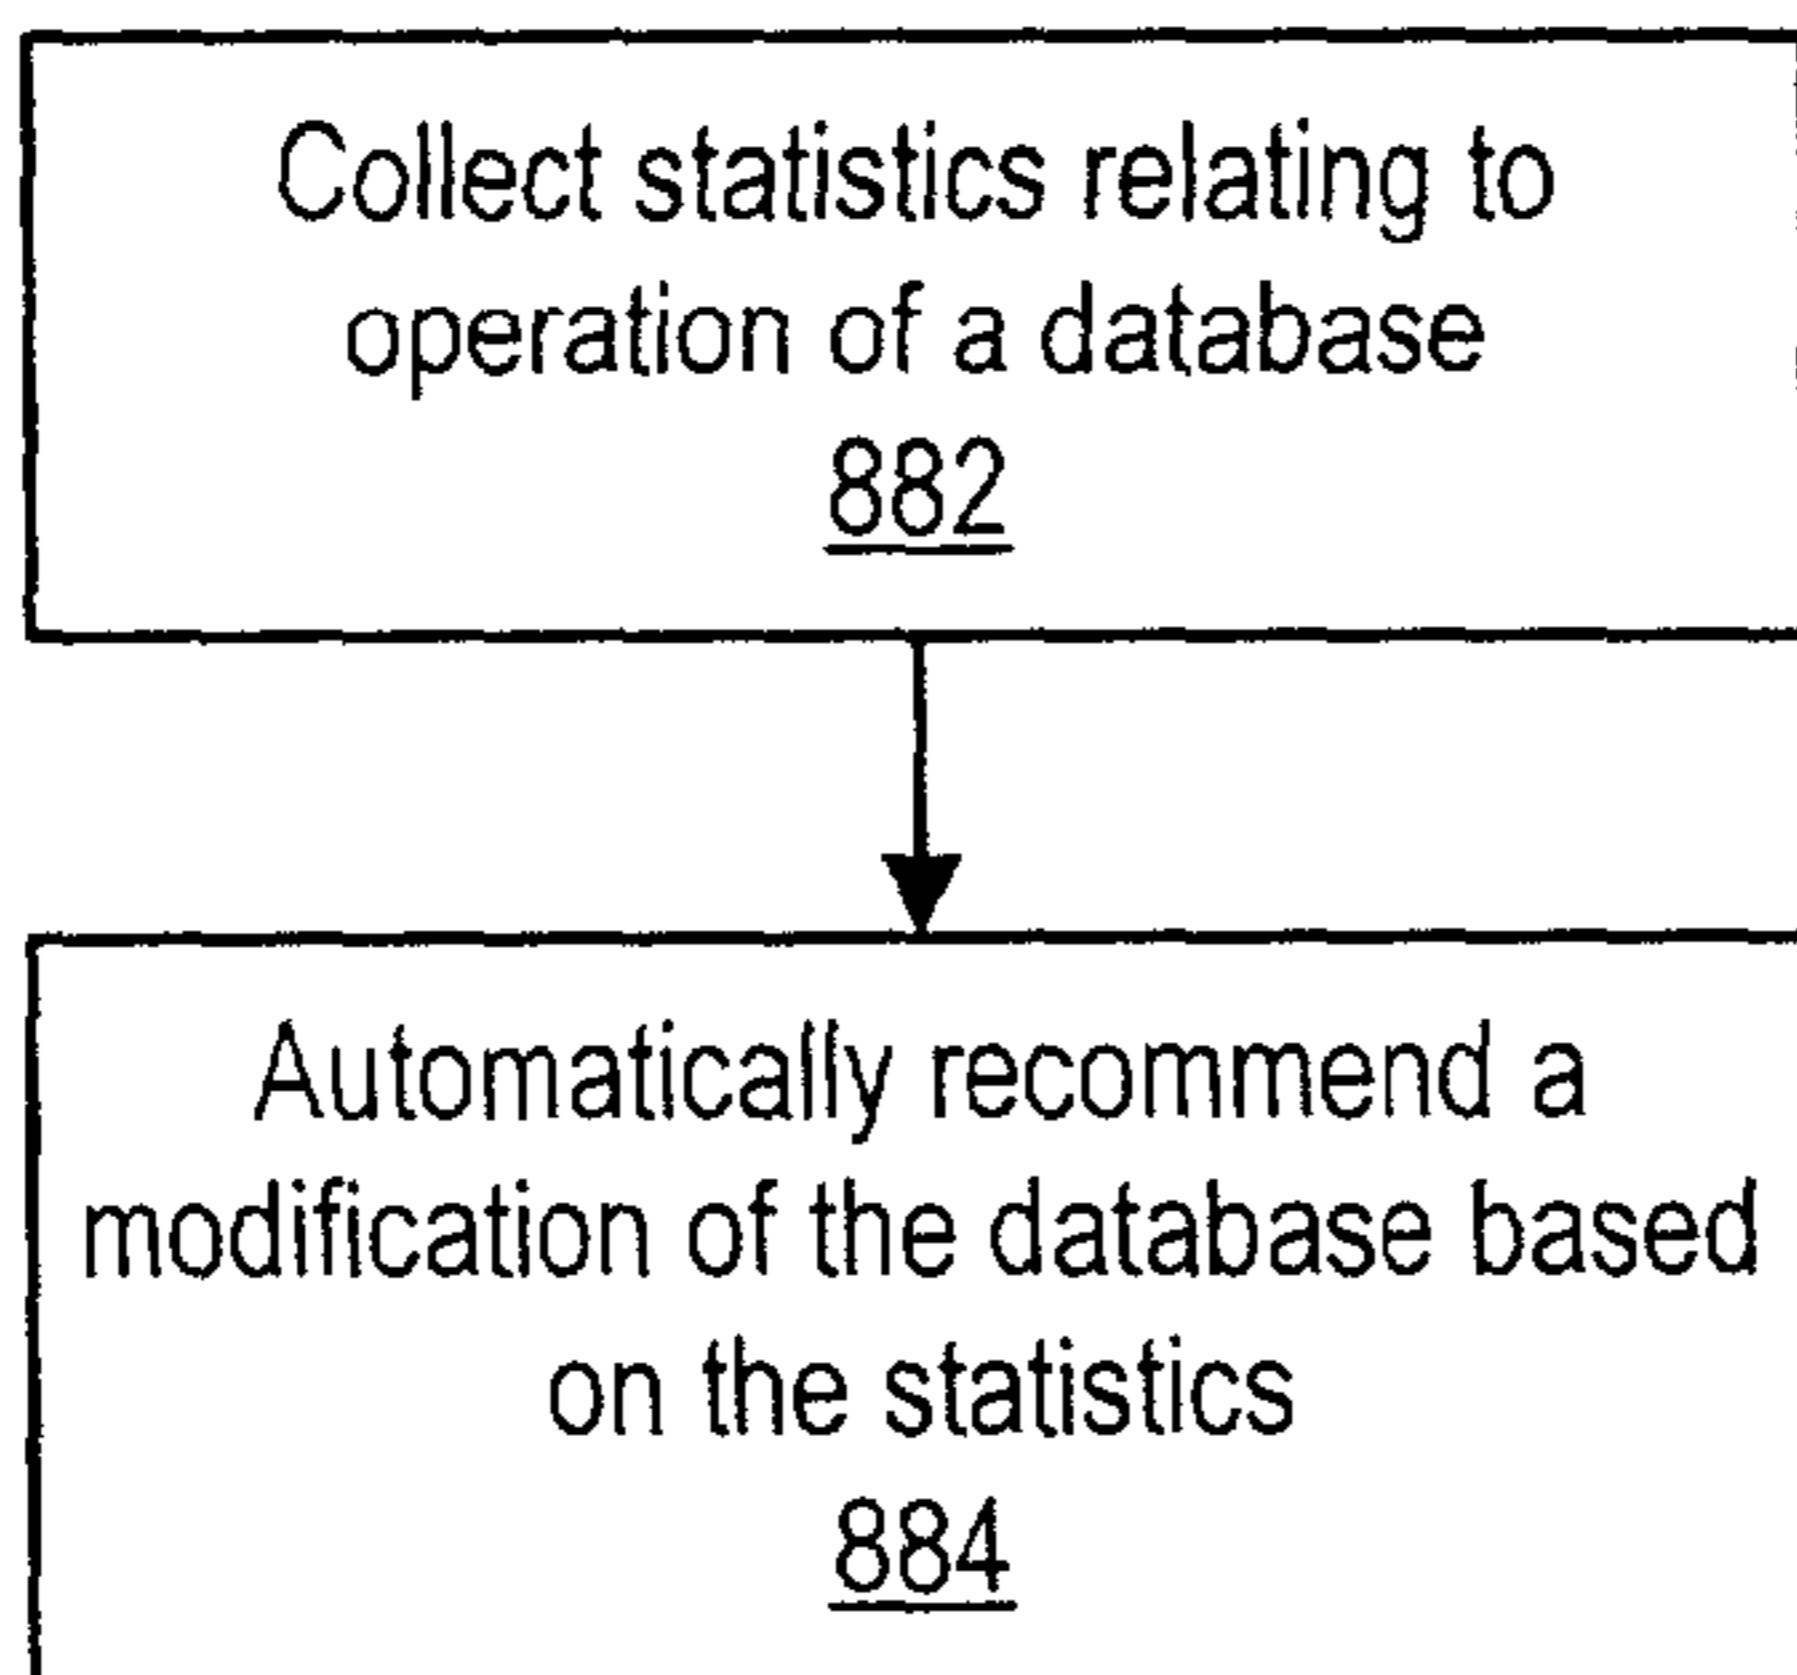 Collect statistics relating to
operation of a database
882
Automatically recommend a
modification of the database based
on the statistics
884